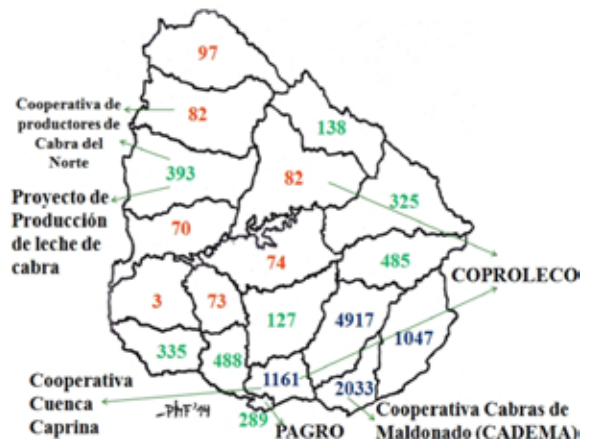 97
Cooperativa de
productores de
Cabra del
Norte
82
138
393
82
325
Proyecto de
Producción
de leche de
cabra
70
74
485
COPROLECO
3
73
127
4917
1047
335
488
1161
2033
Cooperativa
Cuenca
Caprina
289
PAGRO
Cooperativa Cabras de
Maldonado (CADEMA)